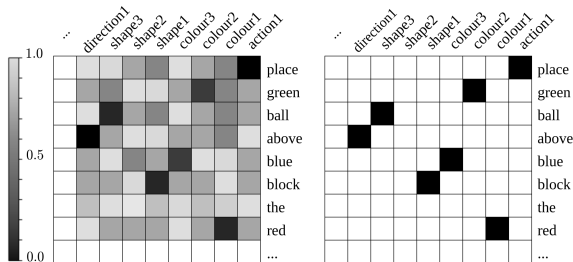 ... direction1 shape3 shape2 shape1 colour3 colour2 colour1 action1
... direction1 shape3 shape2 shape1 colour3 colour2 colour1 action1
1.0
0.5
0.0
place
green
ball
above
blue
block
the
red
...
place
green
ball
above
blue
block
the
red
...